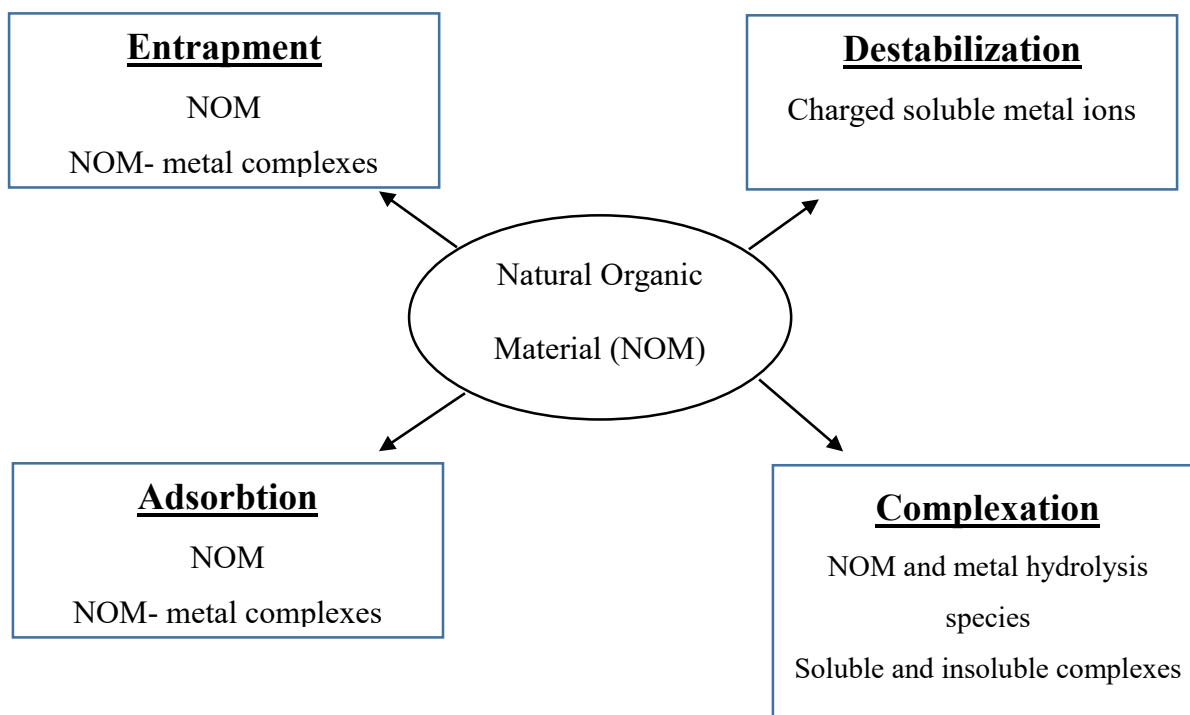 Entrapment
NOM
NOM- metal complexes
Destabilization
Charged soluble metal ions
Natural Organic
Material (NOM)
Adsorbtion
NOM
NOM- metal complexes
Complexation
NOM and metal hydrolysis
species
Soluble and insoluble complexes